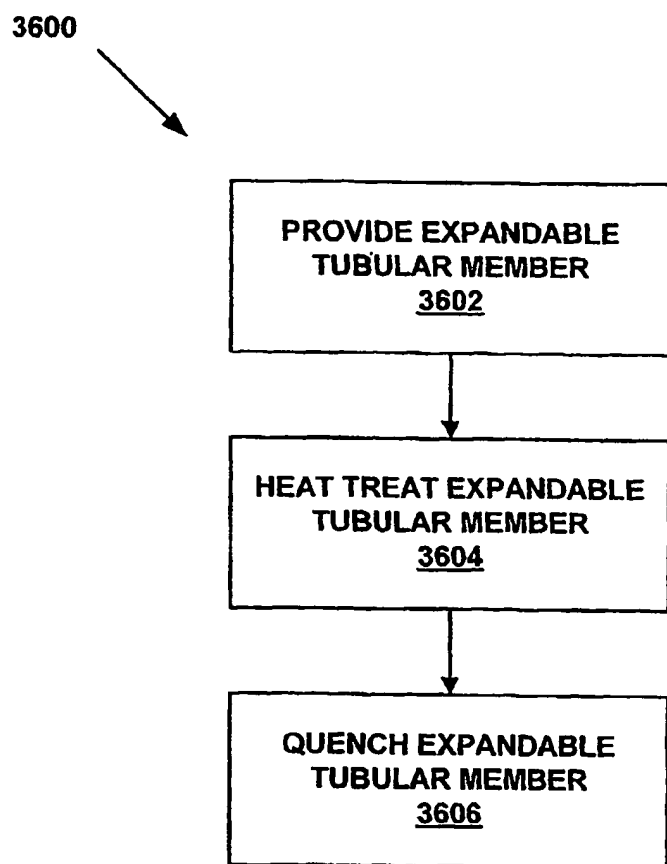 3600
PROVIDE EXPANDABLE
TUBULAR MEMBER
3602
HEAT TREAT EXPANDABLE
TUBULAR MEMBER
3604
QUENCH EXPANDABLE
TUBULAR MEMBER
3606